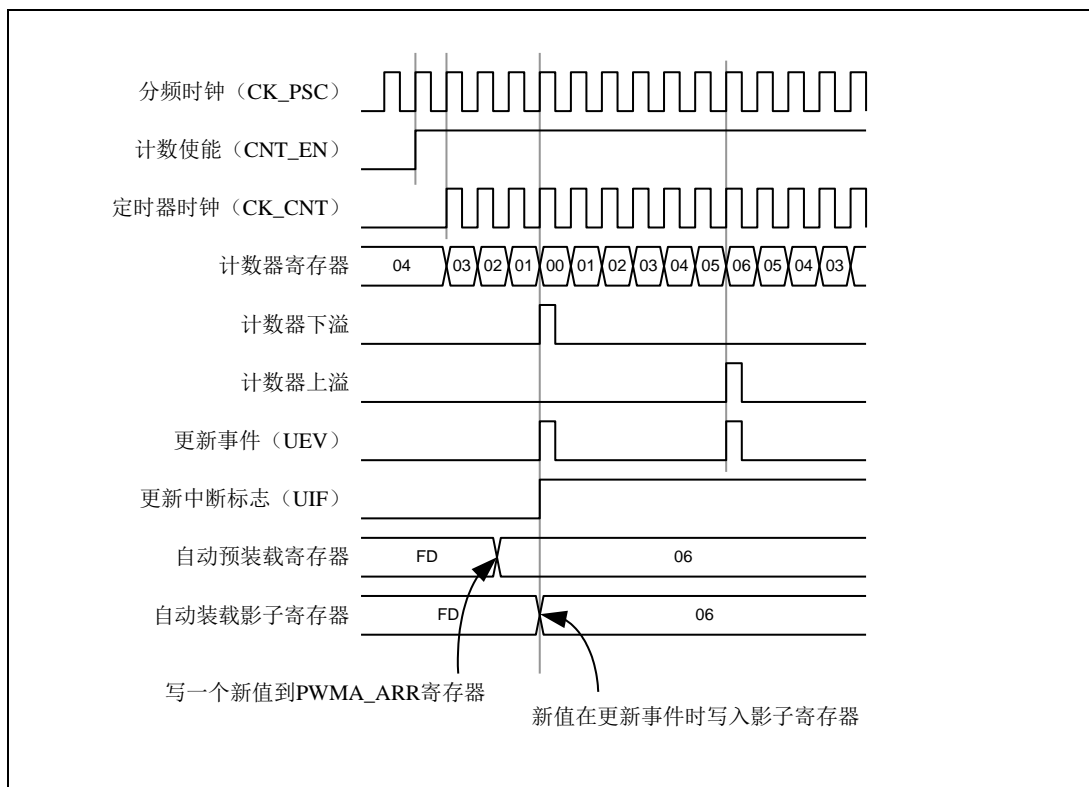 分频时钟（CK_PSC）
计数使能（CNT_EN）
定时器时钟（CK_CNT）
计数器寄存器 04 03 02 01 00 01 02 03 04 05 06 05 04 03
计数器下溢
计数器上溢
更新事件（UEV）
更新中断标志（UIF）
自动预装载寄存器 FD 06
自动装载影子寄存器 FD 06
写一个新值到PWMA_ARR寄存器
新值在更新事件时写入影子寄存器